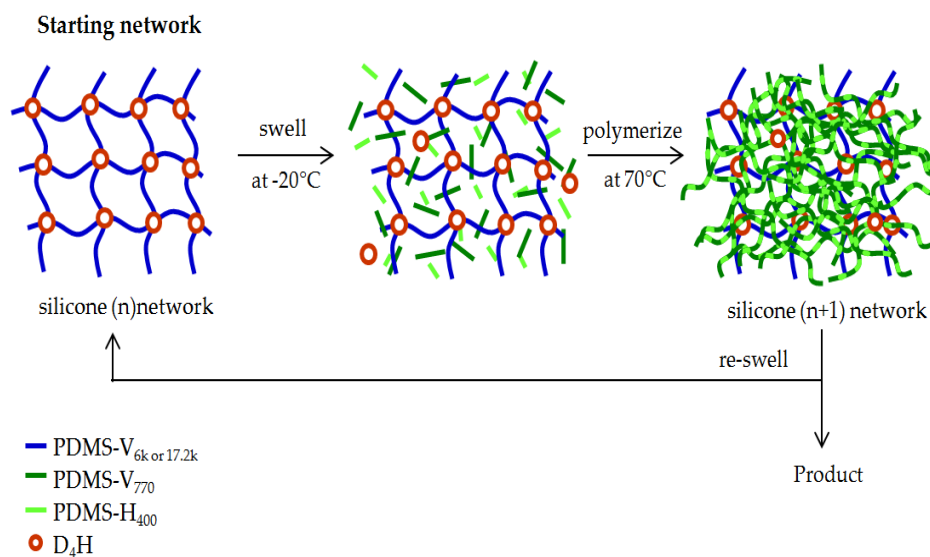 Starting network
swell
at -20°C
polymerize
at 70°C
silicone (n)network
silicone (n+1) network
re-swell
PDMS-V6k or 17.2k
PDMS-V770
PDMS-H400
D4H
Product